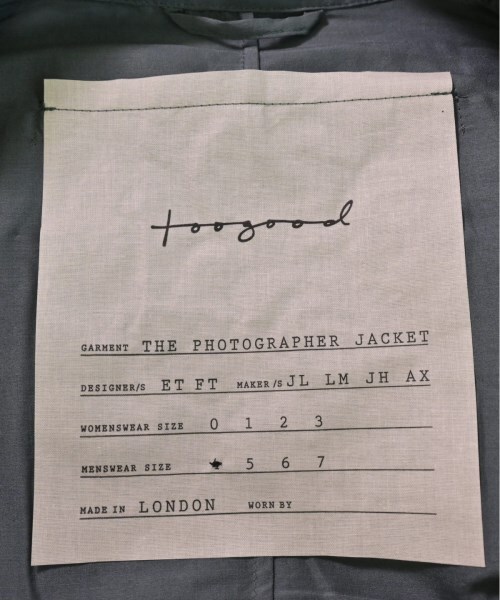 toogood
GARMENT THE PHOTOGRAPHER JACKET
DESIGNER/S ET FT MAKER/S JL LM JH AX
WOMENSWEAR SIZE 0 1 2 3
MENSWEAR SIZE 4 5 6 7
MADE IN LONDON WORN BY